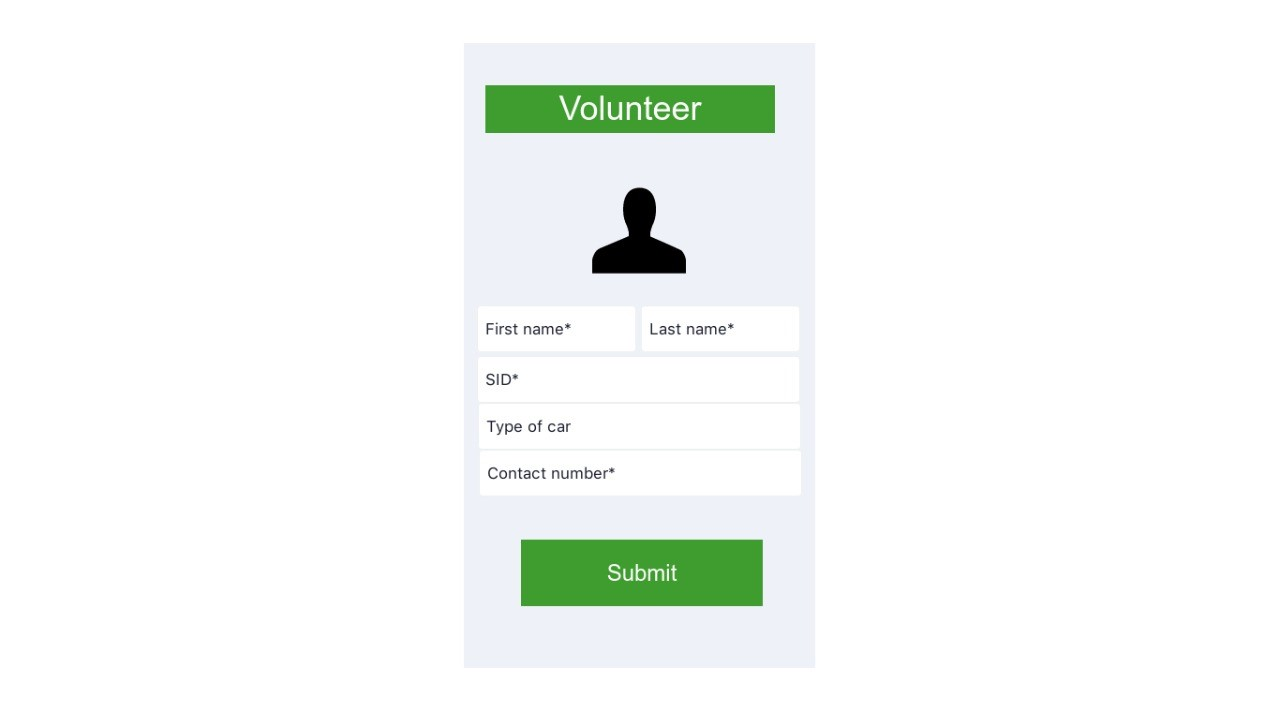 Volunteer
First name* Last name*
SID*
Type of car
Contact number*
Submit